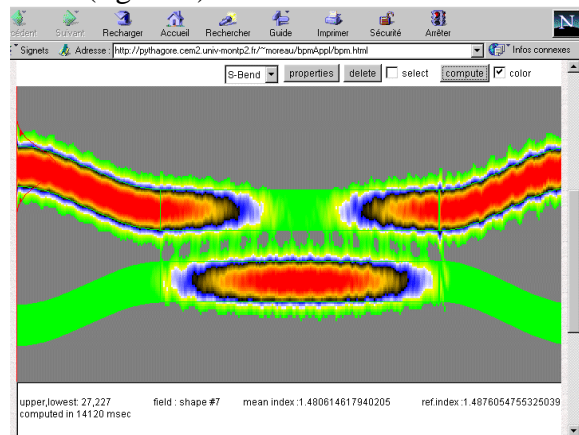 Suivant Recharger Accueil Rechercher Guide Imprimer Sécurité Arrêter
N
Signets Adresse : http://pythagore.cem2.univ-montp2.fr/~moreau/bpmAppl/bpm.html Infos connexes
S-Bend properties delete select compute color
upper,lowest: 27,227 field : shape #7 mean index :1.480614617940205 ref.index :1.4876054755325039
computed in 14120 msec